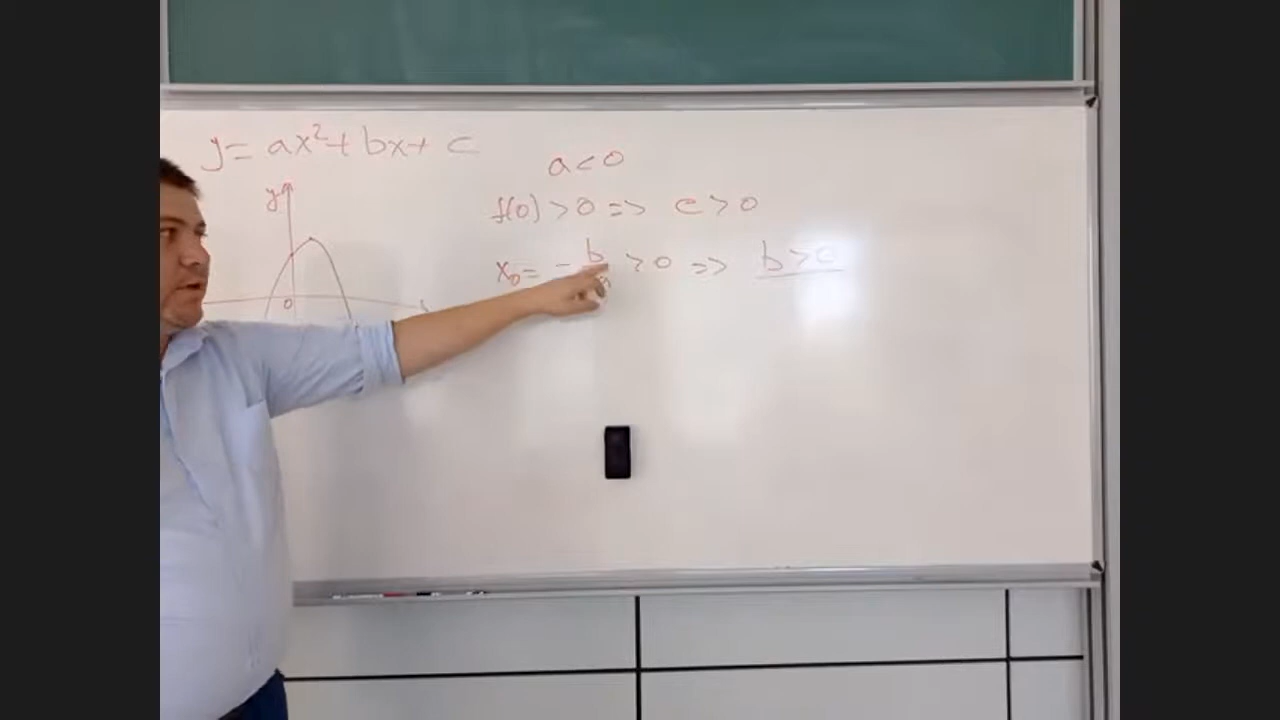 y = ax² + bx + c
a < 0
y
f(0) > 0 => c > 0
x₀ = - b > 0 => b > 0
0